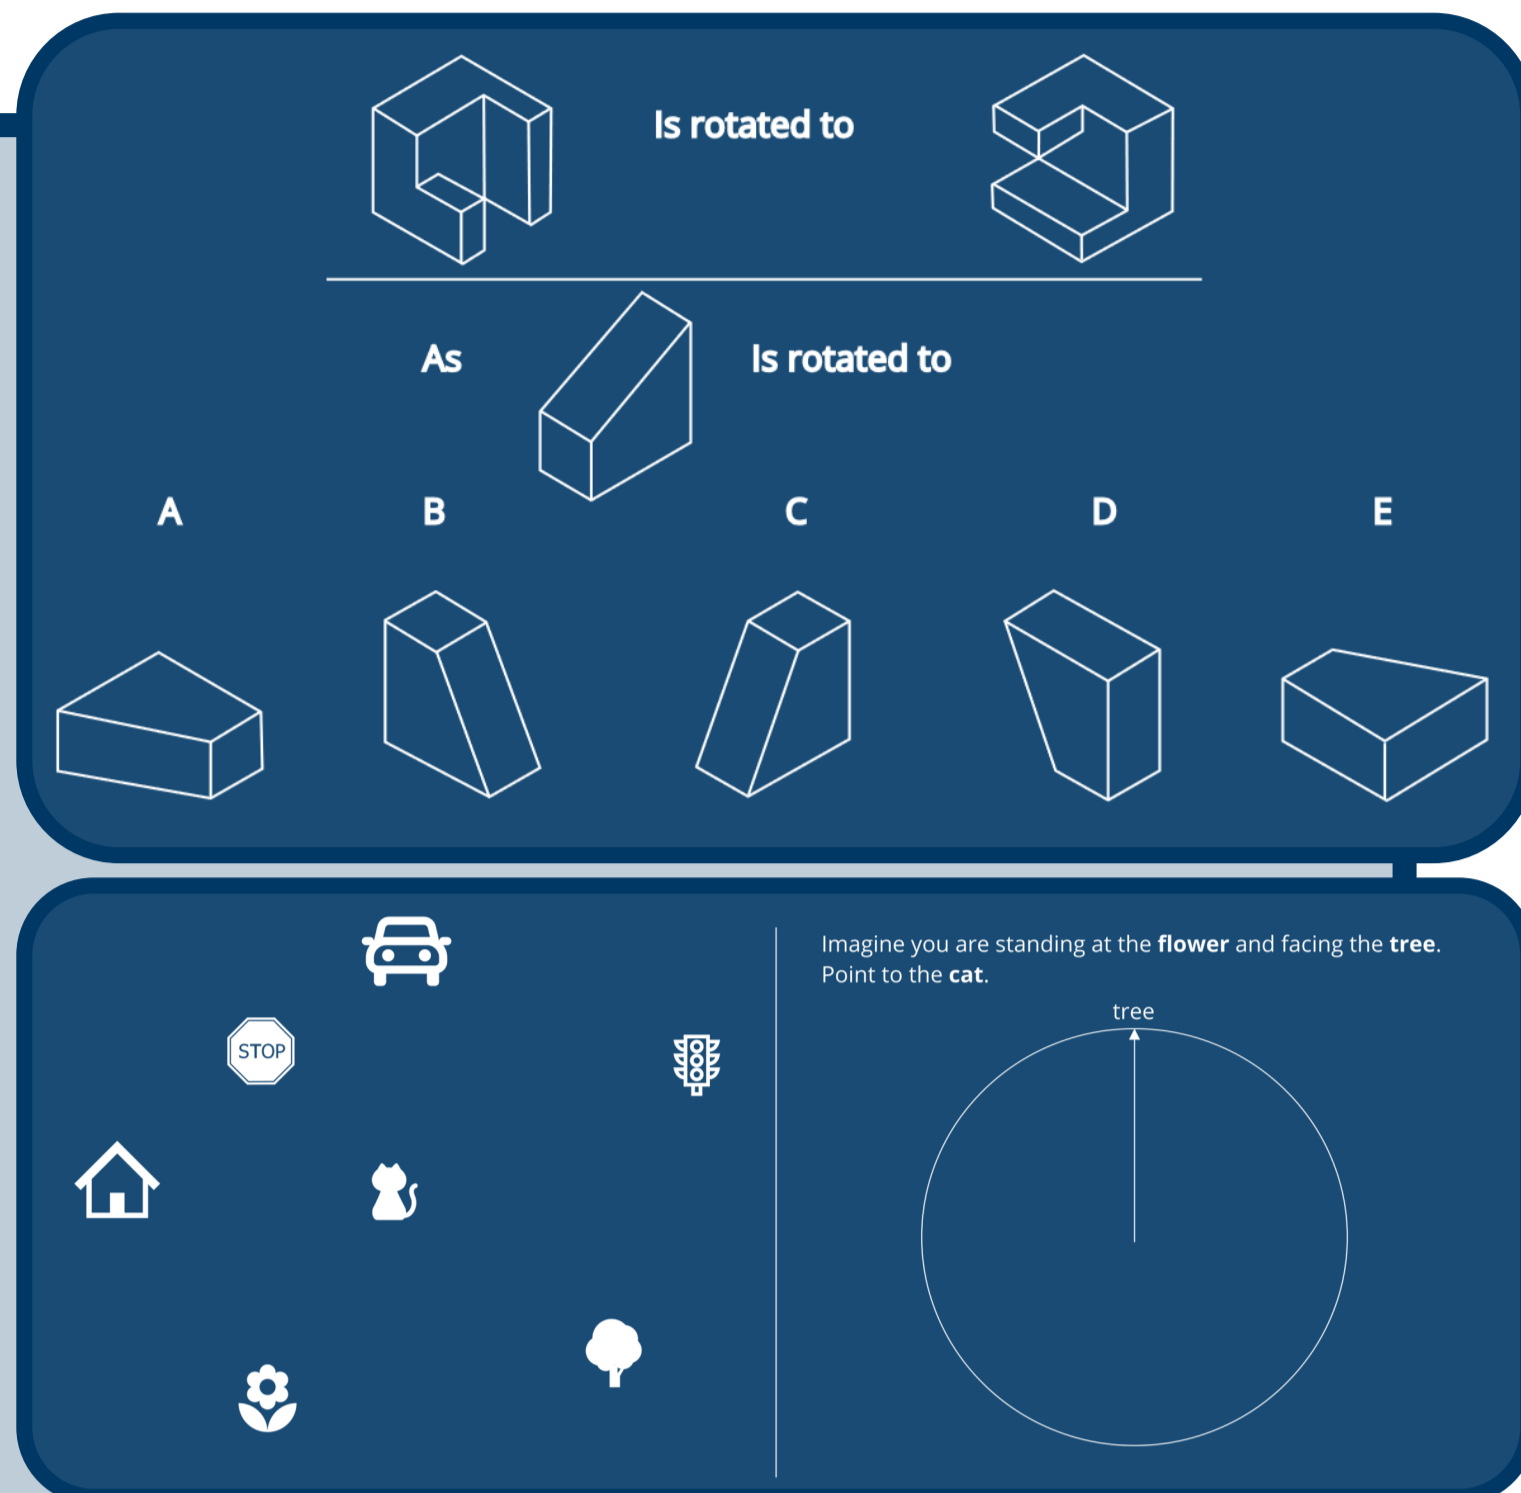 Is rotated to
As Is rotated to
A B C D E
STOP
Imagine you are standing at the flower and facing the tree.
Point to the cat.
tree